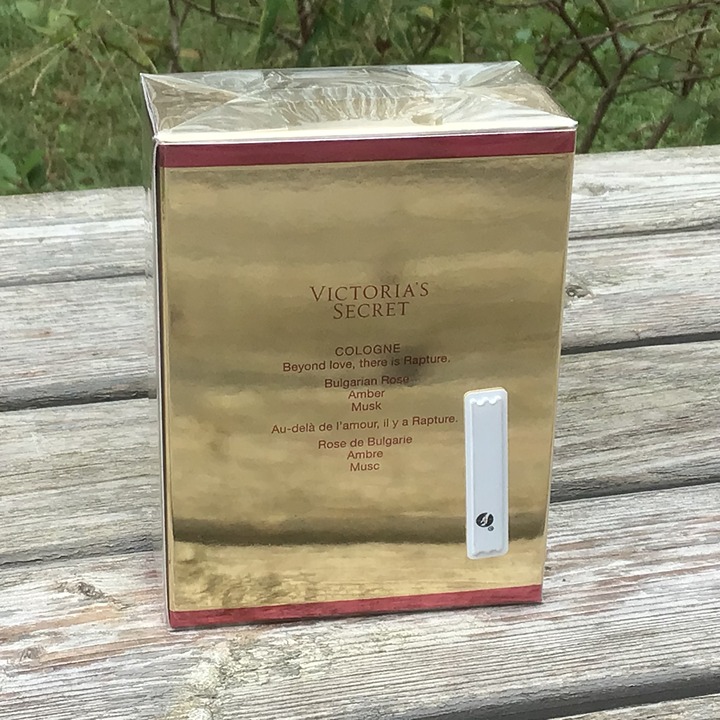 VICTORIA'S
SECRET
COLOGNE
Beyond love, there is Rapture.
Bulgarian Rose
Amber
Musk
Au-delà de l'amour, il y a Rapture.
Rose de Bulgarie
Ambre
Musc